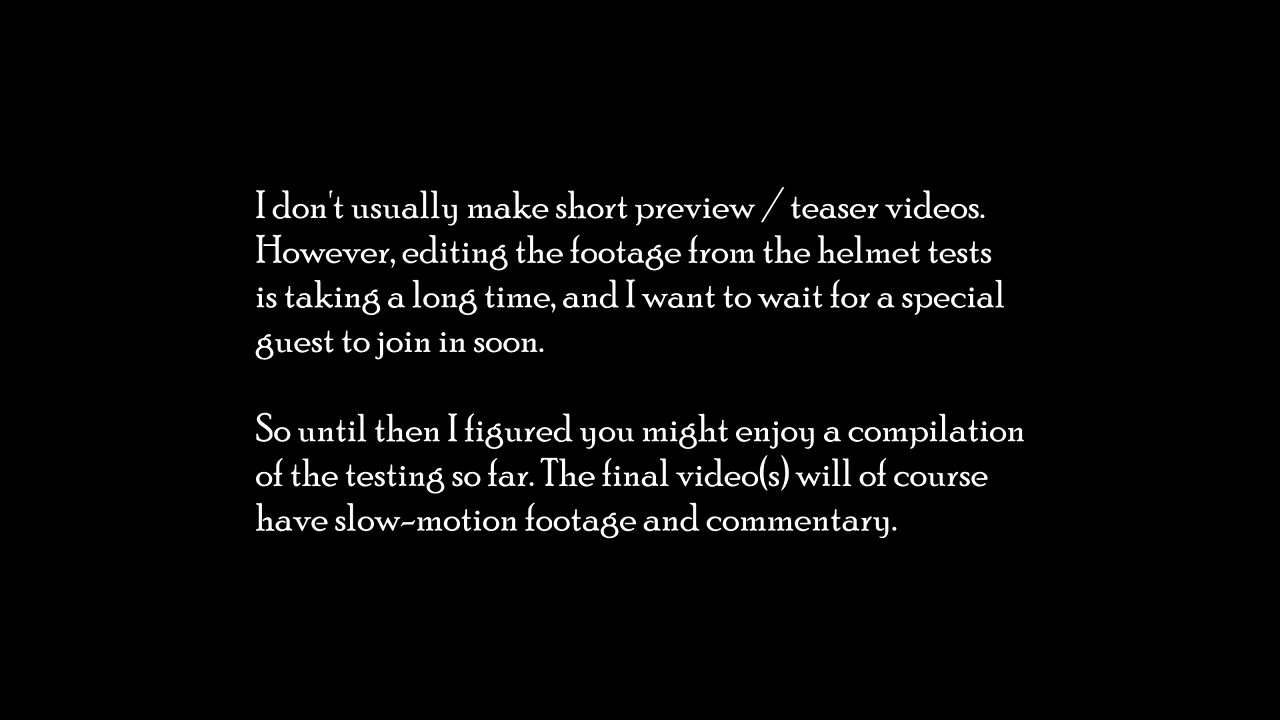 I don't usually make short preview / teaser videos.
However, editing the footage from the helmet tests
is taking a long time, and I want to wait for a special
guest to join in soon.
So until then I figured you might enjoy a compilation
of the testing so far. The final video(s) will of course
have slow-motion footage and commentary.